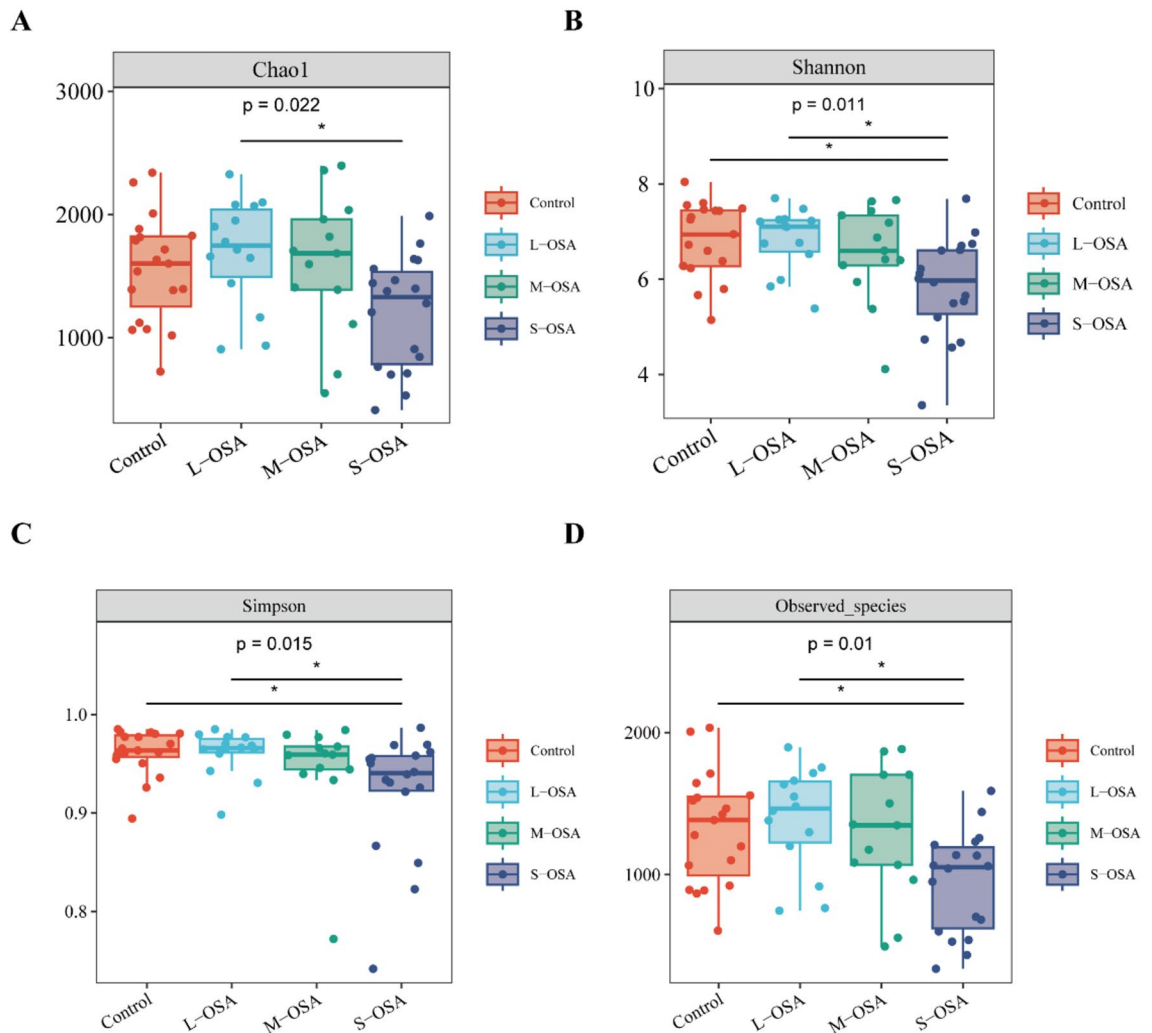 A
Chao1
3000
2000
1000
p = 0.022
*
Control
L-OSA
M-OSA
S-OSA
Control
L-OSA
M-OSA
S-OSA
B
Shannon
10
8
6
4
p = 0.011
*
*
Control
L-OSA
M-OSA
S-OSA
Control
L-OSA
M-OSA
S-OSA
C
Simpson
1.0
0.9
0.8
p = 0.015
*
*
Control
L-OSA
M-OSA
S-OSA
Control
L-OSA
M-OSA
S-OSA
D
Observed_species
2000
1000
p = 0.01
*
*
Control
L-OSA
M-OSA
S-OSA
Control
L-OSA
M-OSA
S-OSA